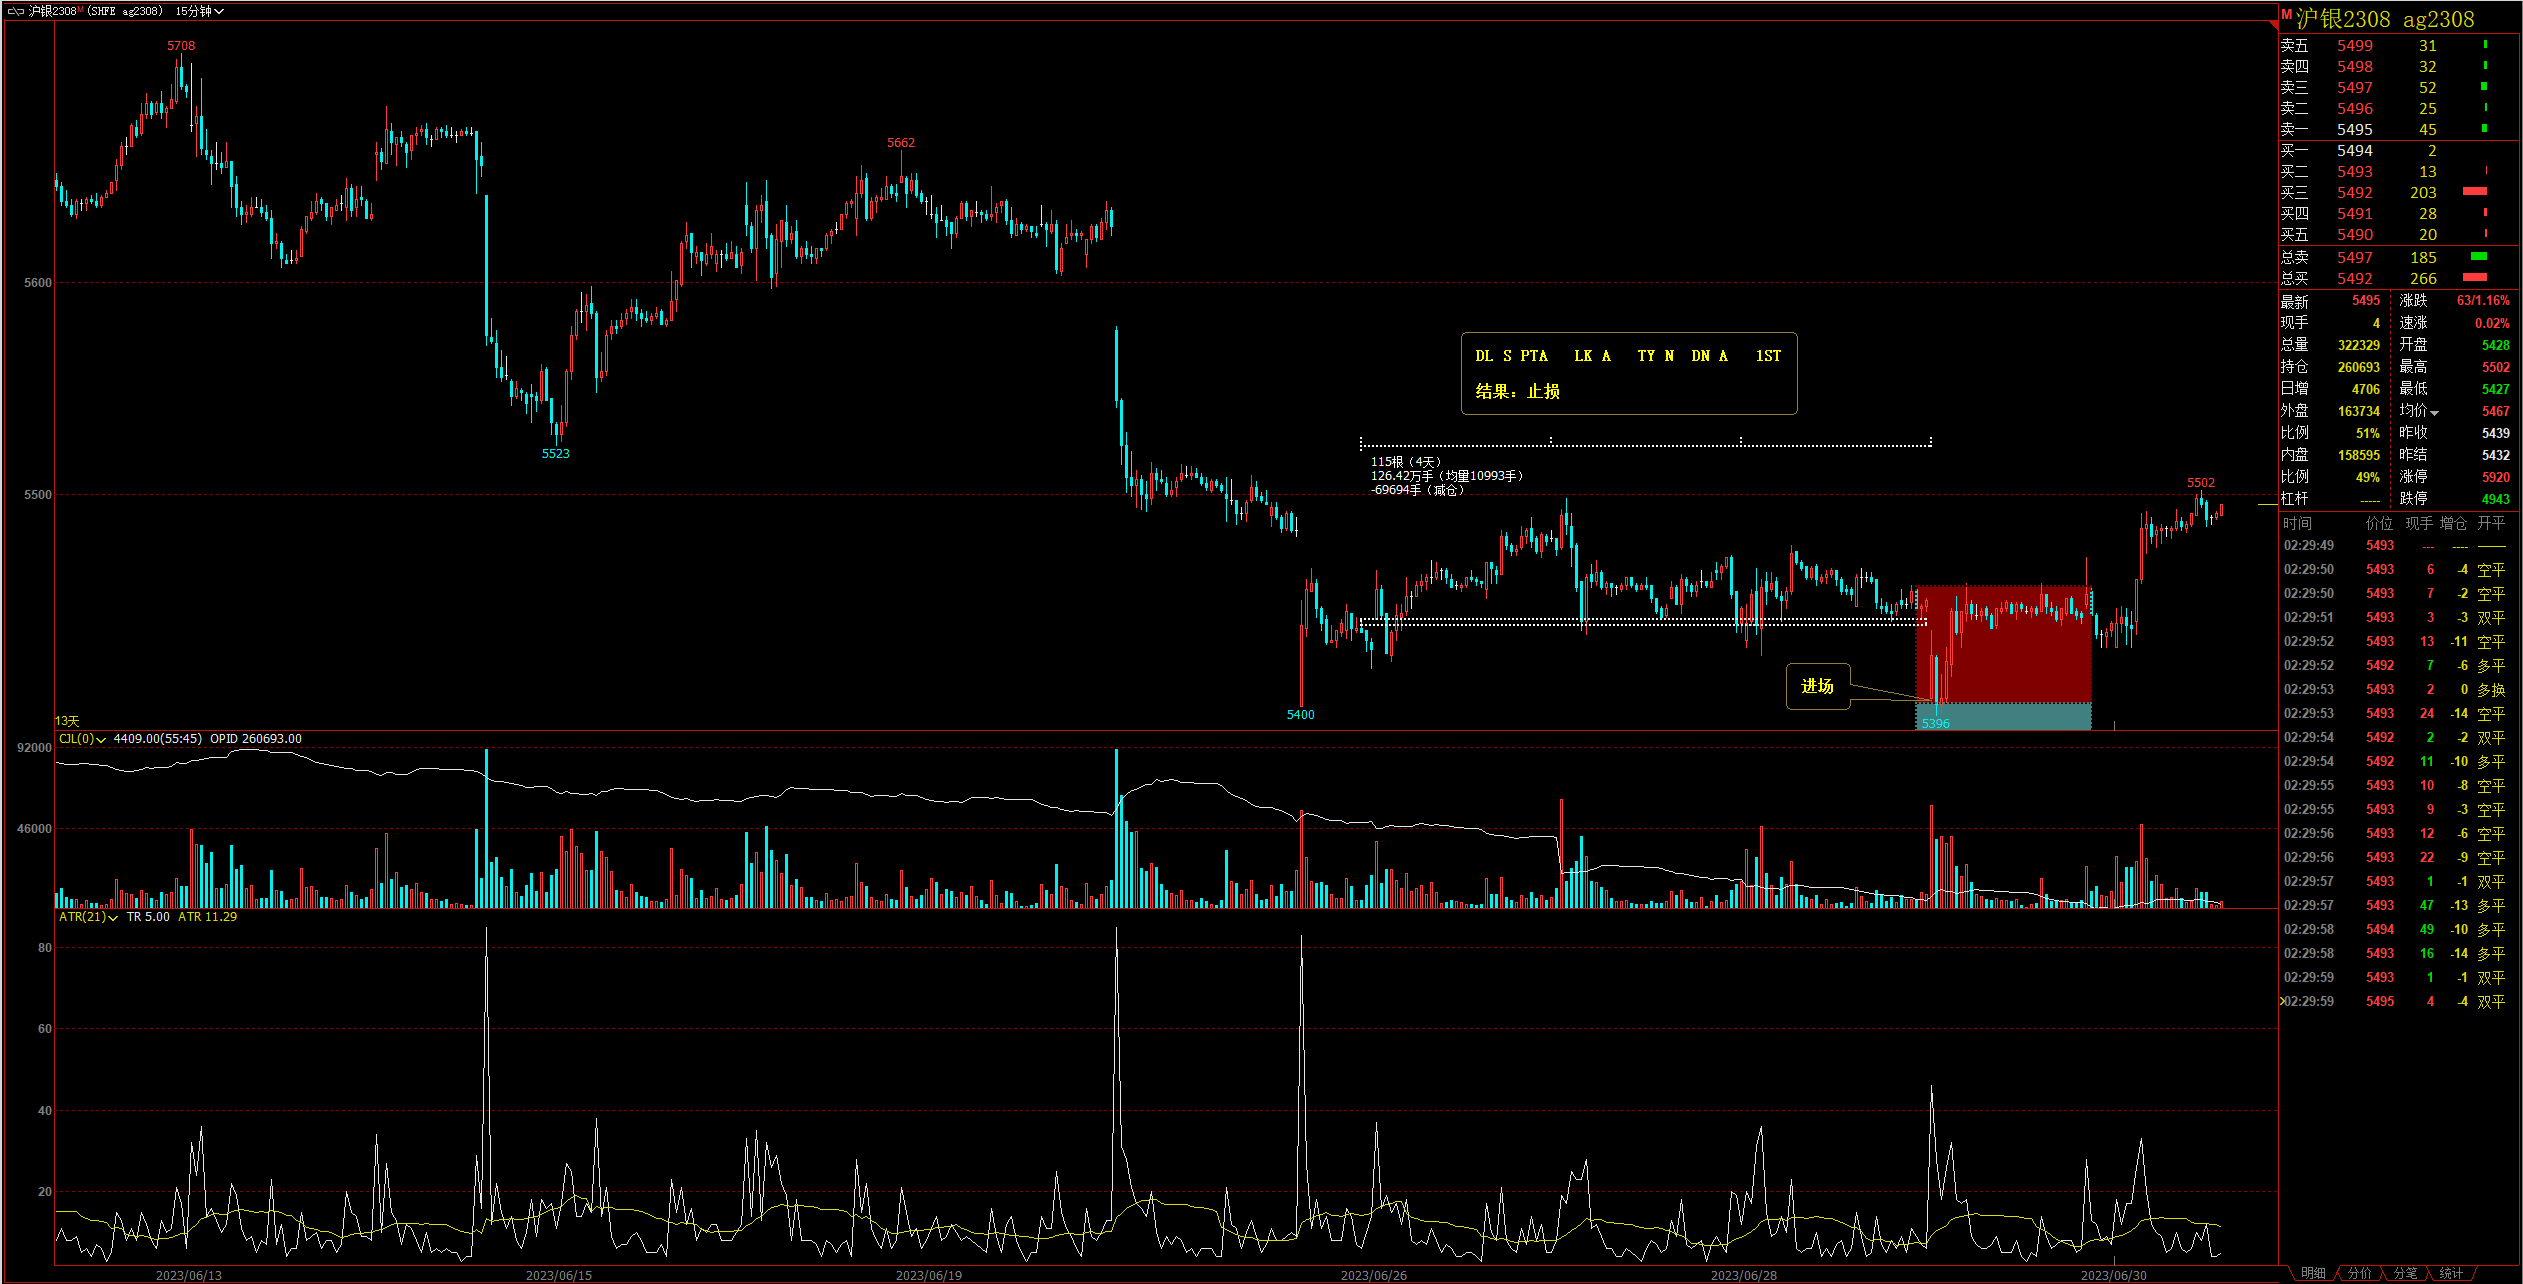 沪银2308M(SHFE ag2308) 15分钟
5708
5662
5600
5523
5500
DL S PTA LK A TY N DN A 1ST
结果：止损
115根（4天）
126.42万手（均量10993手）
-69694手（减仓）
5502
进场
5400
5396
13天
CJL(0) 4409.00(55:45) OPID 260693.00
92000
46000
ATR(21) TR 5.00 ATR 11.29
80
60
40
20
2023/06/13 2023/06/15 2023/06/19 2023/06/26 2023/06/28 2023/06/30
M 沪银2308 ag2308
卖五 5499 31
卖四 5498 32
卖三 5497 52
卖二 5496 25
卖一 5495 45
买一 5494 2
买二 5493 13
买三 5492 203
买四 5491 28
买五 5490 20
总卖 5497 185
总买 5492 266
最新 5495 涨跌 63/1.16%
现手 4 速涨 0.02%
总量 322329 开盘 5428
持仓 260693 最高 5502
日增 4706 最低 5427
外盘 163734 均价 5467
比例 51% 昨收 5439
内盘 158595 昨结 5432
比例 49% 涨停 5920
杠杆 ----- 跌停 4943
时间 价位 现手 增仓 开平
02:29:49 5493 --- ---- ——
02:29:50 5493 6 -4 空平
02:29:50 5493 7 -2 空平
02:29:51 5493 3 -3 双平
02:29:52 5493 13 -11 空平
02:29:52 5492 7 -6 多平
02:29:53 5493 2 0 多换
02:29:53 5493 24 -14 空平
02:29:54 5492 2 -2 双平
02:29:54 5492 11 -10 多平
02:29:55 5493 10 -8 空平
02:29:55 5493 9 -3 空平
02:29:56 5493 12 -6 空平
02:29:56 5493 22 -9 空平
02:29:57 5493 1 -1 双平
02:29:57 5493 47 -13 多平
02:29:58 5494 49 -10 多平
02:29:58 5493 16 -14 多平
02:29:59 5493 1 -1 双平
02:29:59 5495 4 -4 双平
明细 分价 分笔 统计